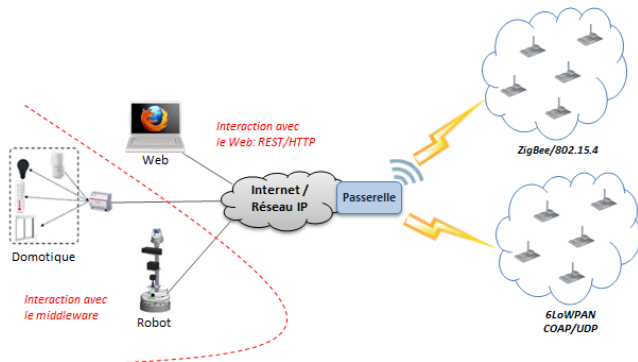 Interaction avec
le Web: REST/HTTP
Web
ZigBee/802.15.4
Internet /
Réseau IP
Passerelle
Domotique
Interaction avec
le middleware
Robot
6LoWPAN
COAP/UDP